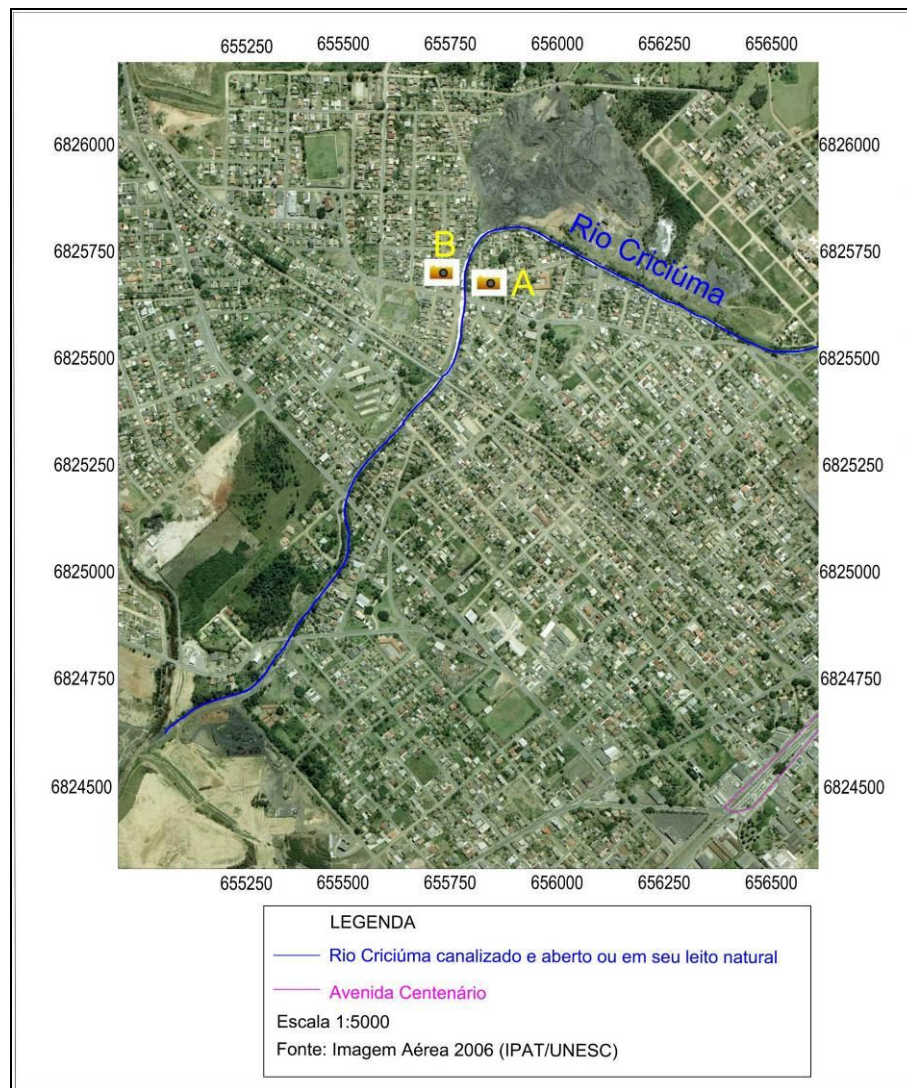 655250 655500 655750 656000 656250 656500
6826000 6826000
6825750 6825750
6825500 6825500
6825250 6825250
6825000 6825000
6824750 6824750
6824500 6824500
B
A
Rio Criciúma
655250 655500 655750 656000 656250 656500
LEGENDA
Rio Criciúma canalizado e aberto ou em seu leito natural
Avenida Centenário
Escala 1:5000
Fonte: Imagem Aérea 2006 (IPAT/UNESC)